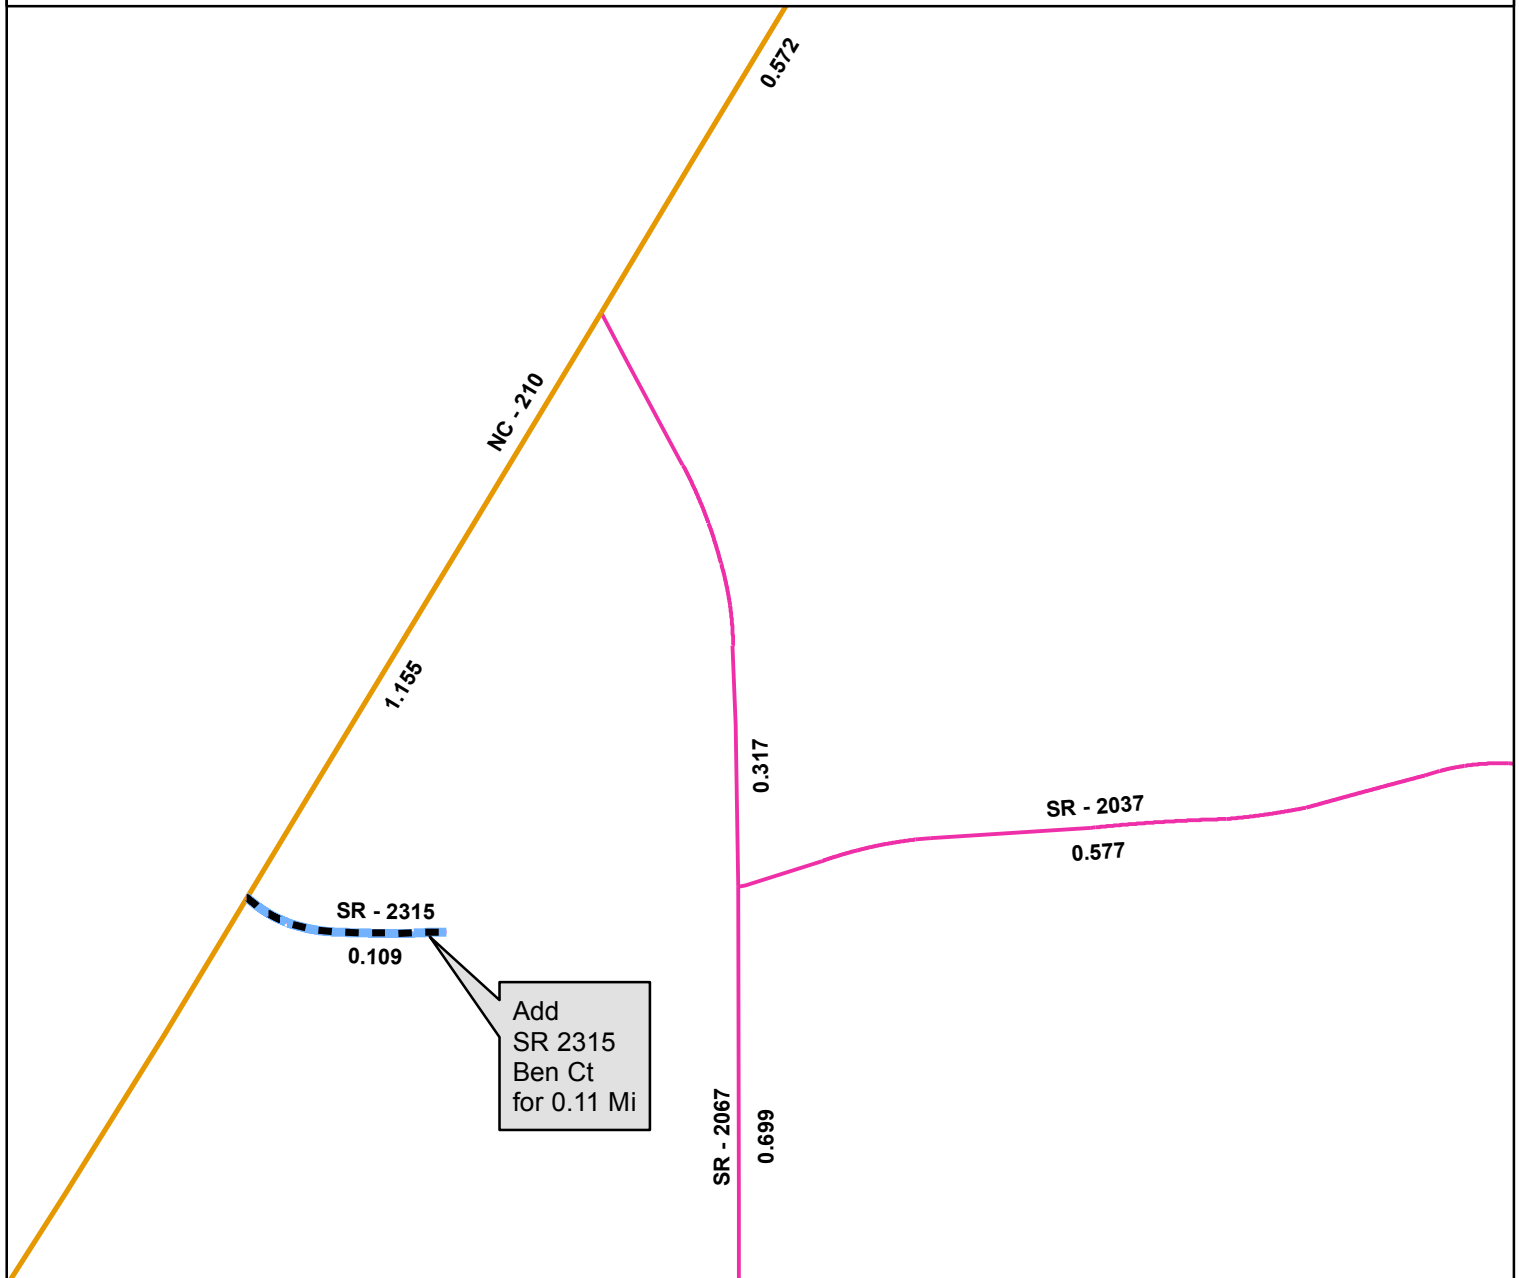 0.572
NC - 210
1.155
0.317
SR - 2037
0.577
SR - 2315
0.109
Add
SR 2315
Ben Ct
for 0.11 Mi
SR - 2067
0.699